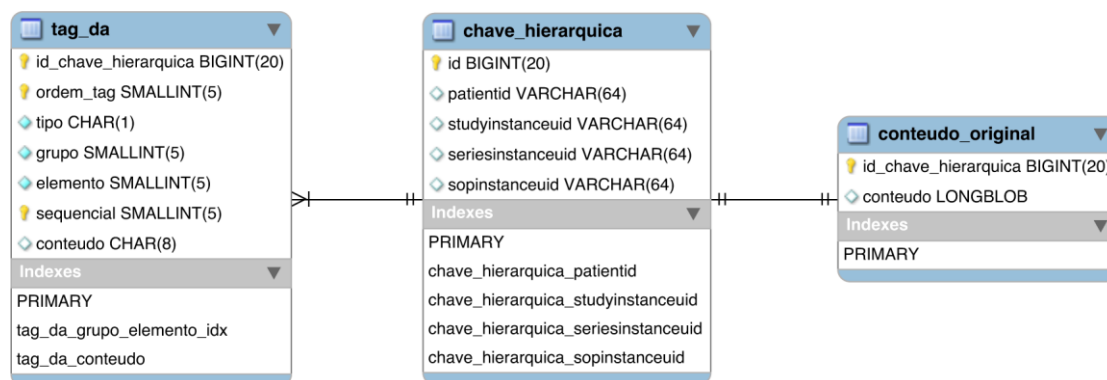 tag_da
id_chave_hierarquica BIGINT(20)
ordem_tag SMALLINT(5)
tipo CHAR(1)
grupo SMALLINT(5)
elemento SMALLINT(5)
sequencial SMALLINT(5)
conteudo CHAR(8)
Indexes
PRIMARY
tag_da_grupo_elemento_idx
tag_da_conteudo
chave_hierarquica
id BIGINT(20)
patientid VARCHAR(64)
studyinstanceuid VARCHAR(64)
seriesinstanceuid VARCHAR(64)
sopinstanceuid VARCHAR(64)
Indexes
PRIMARY
chave_hierarquica_patientid
chave_hierarquica_studyinstanceuid
chave_hierarquica_seriesinstanceuid
chave_hierarquica_sopinstanceuid
conteudo_original
id_chave_hierarquica BIGINT(20)
conteudo LONGBLOB
Indexes
PRIMARY